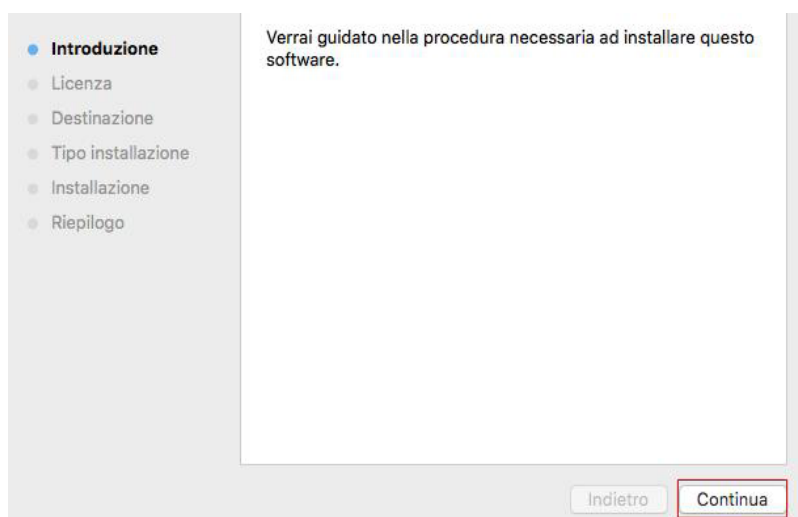 Introduzione
Licenza
Destinazione
Tipo installazione
Installazione
Riepilogo
Verrai guidato nella procedura necessaria ad installare questo
software.
Indietro
Continua